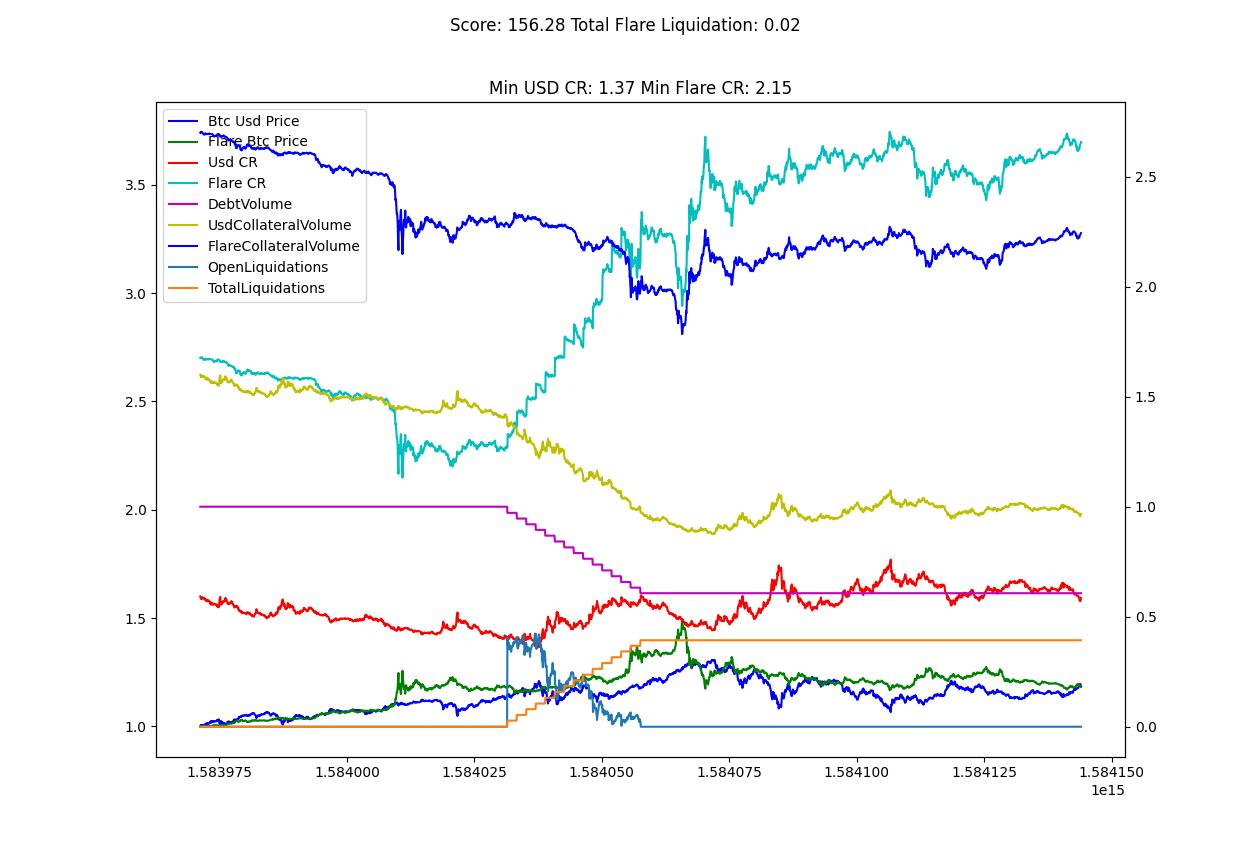 Score: 156.28 Total Flare Liquidation: 0.02
Min USD CR: 1.37 Min Flare CR: 2.15
Btc Usd Price
Flare Btc Price
Usd CR
Flare CR
DebtVolume
UsdCollateralVolume
FlareCollateralVolume
OpenLiquidations
TotalLiquidations
3.5
3.0
2.5
2.0
1.5
1.0
2.5
2.0
1.5
1.0
0.5
0.0
1.583975 1.584000 1.584025 1.584050 1.584075 1.584100 1.584125 1.584150
1e15